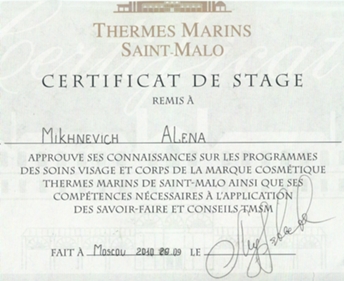 THERMES MARINS
SAINT-MALO
CERTIFICAT DE STAGE
REMIS À
MIKHNEVICH ALENA
APPROUVE SES CONNAISSANCES SUR LES PROGRAMMES
DES SOINS VISAGE ET CORPS DE LA MARQUE COSMÉTIQUE
THERMES MARINS DE SAINT-MALO AINSI QUE SES
COMPÉTENCES NÉCESSAIRES À L'APPLICATION
DES SAVOIR-FAIRE ET CONSEILS TMSM
FAIT À Moscou 2010 09 LE